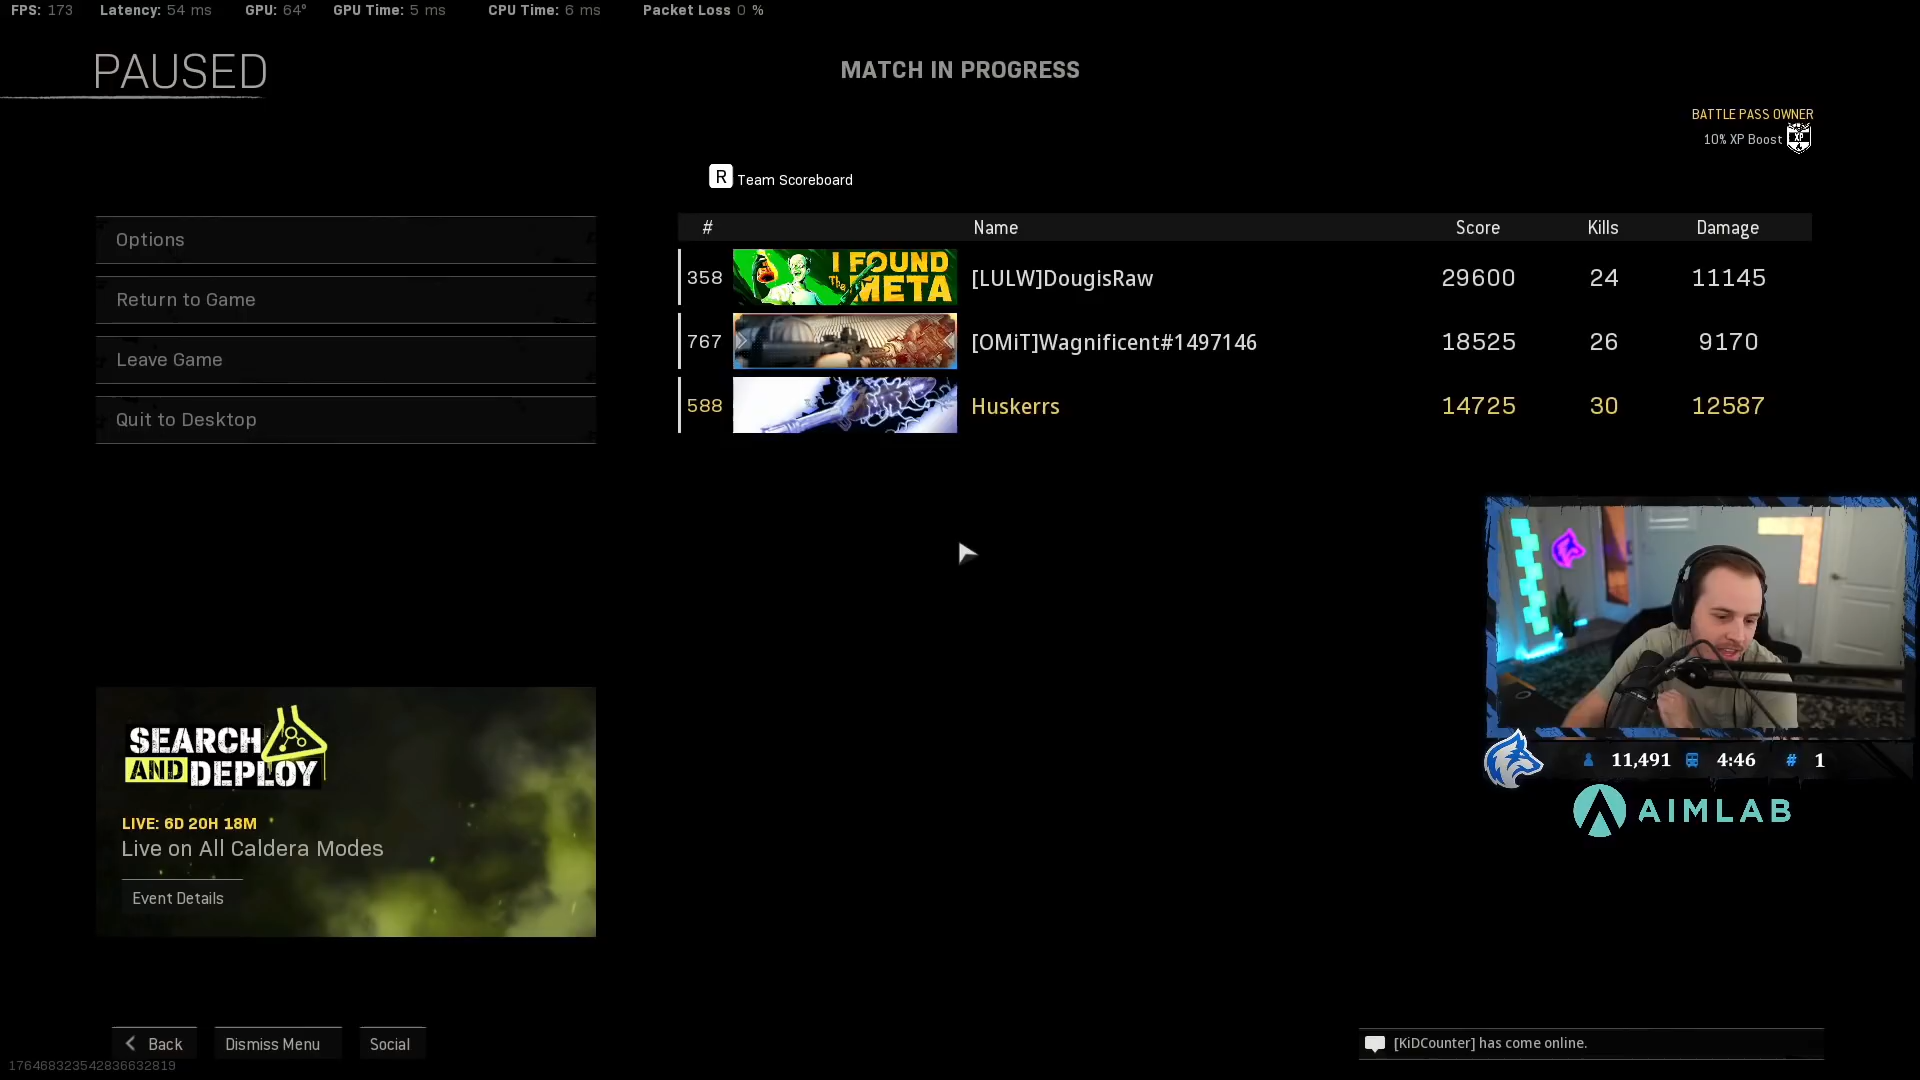 FPS: 173 Latency: 54 ms GPU: 64° GPU Time: 5 ms CPU Time: 6 ms Packet Loss 0 %
PAUSED
MATCH IN PROGRESS
BATTLE PASS OWNER
10% XP Boost XP
R Team Scoreboard
Options
Return to Game
Leave Game
Quit to Desktop
# Name Score Kills Damage
358 I FOUND The META [LULW]DougisRaw 29600 24 11145
767 [OMiT]Wagnificent#1497146 18525 26 9170
588 Huskerrs 14725 30 12587
11,491 4:46 # 1
AIMLAB
SEARCH
AND DEPLOY
LIVE: 6D 20H 18M
Live on All Caldera Modes
Event Details
Back Dismiss Menu Social
[KiDCounter] has come online.
176468323542836632819